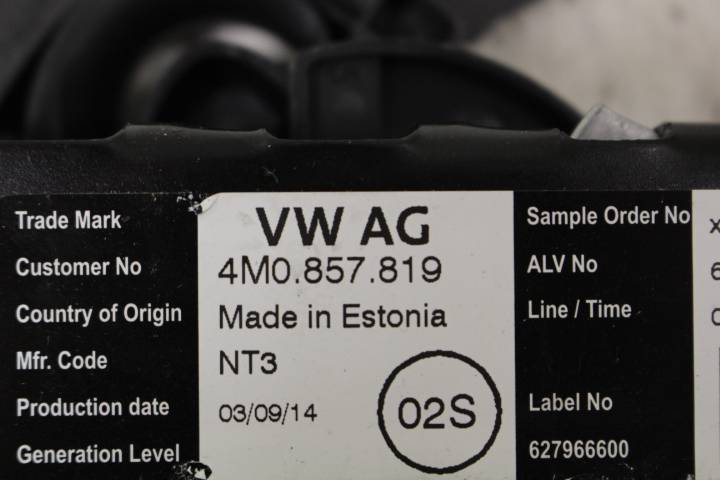 Trade Mark VW AG Sample Order No
Customer No 4M0.857.819 ALV No
Country of Origin Made in Estonia Line / Time
Mfr. Code NT3
Production date 03/09/14 02S Label No
Generation Level 627966600